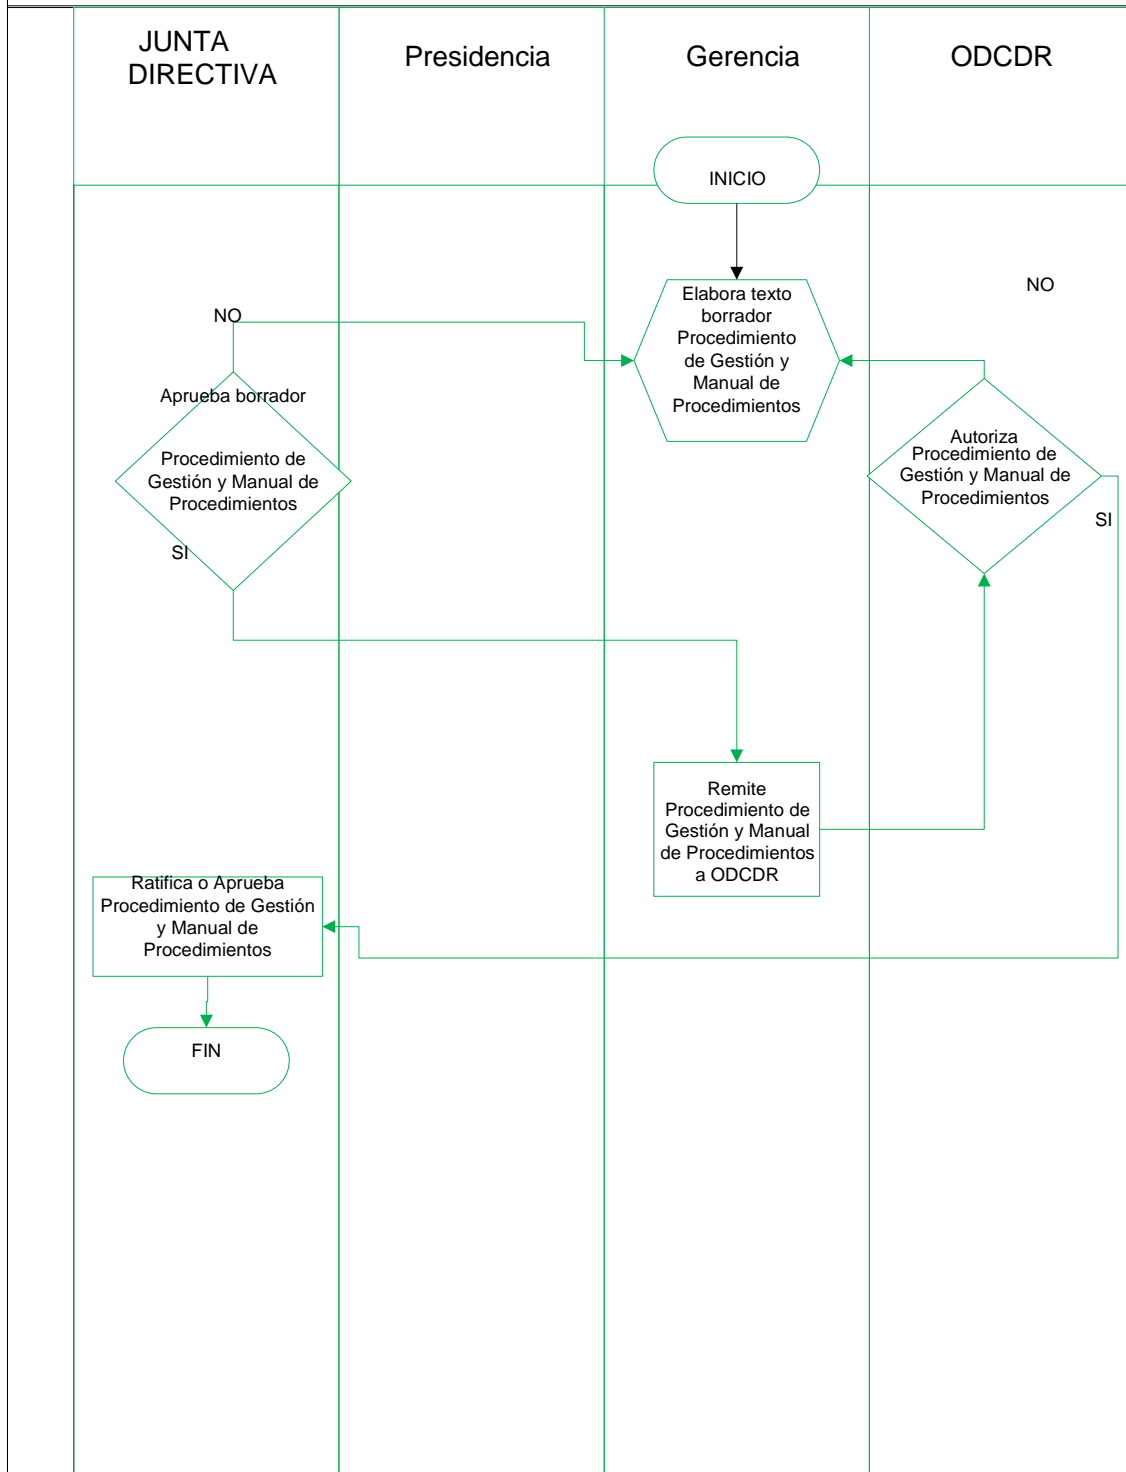 JUNTA
DIRECTIVA
Presidencia
Gerencia
ODCDR
INICIO
NO
Elabora texto
borrador
Procedimiento
de Gestión y
Manual de
Procedimientos
NO
Aprueba borrador
Procedimiento de
Gestión y Manual de
Procedimientos
SI
Autoriza
Procedimiento de
Gestión y Manual de
Procedimientos
SI
Remite
Procedimiento de
Gestión y Manual
de Procedimientos
a ODCDR
Ratifica o Aprueba
Procedimiento de Gestión
y Manual de
Procedimientos
FIN